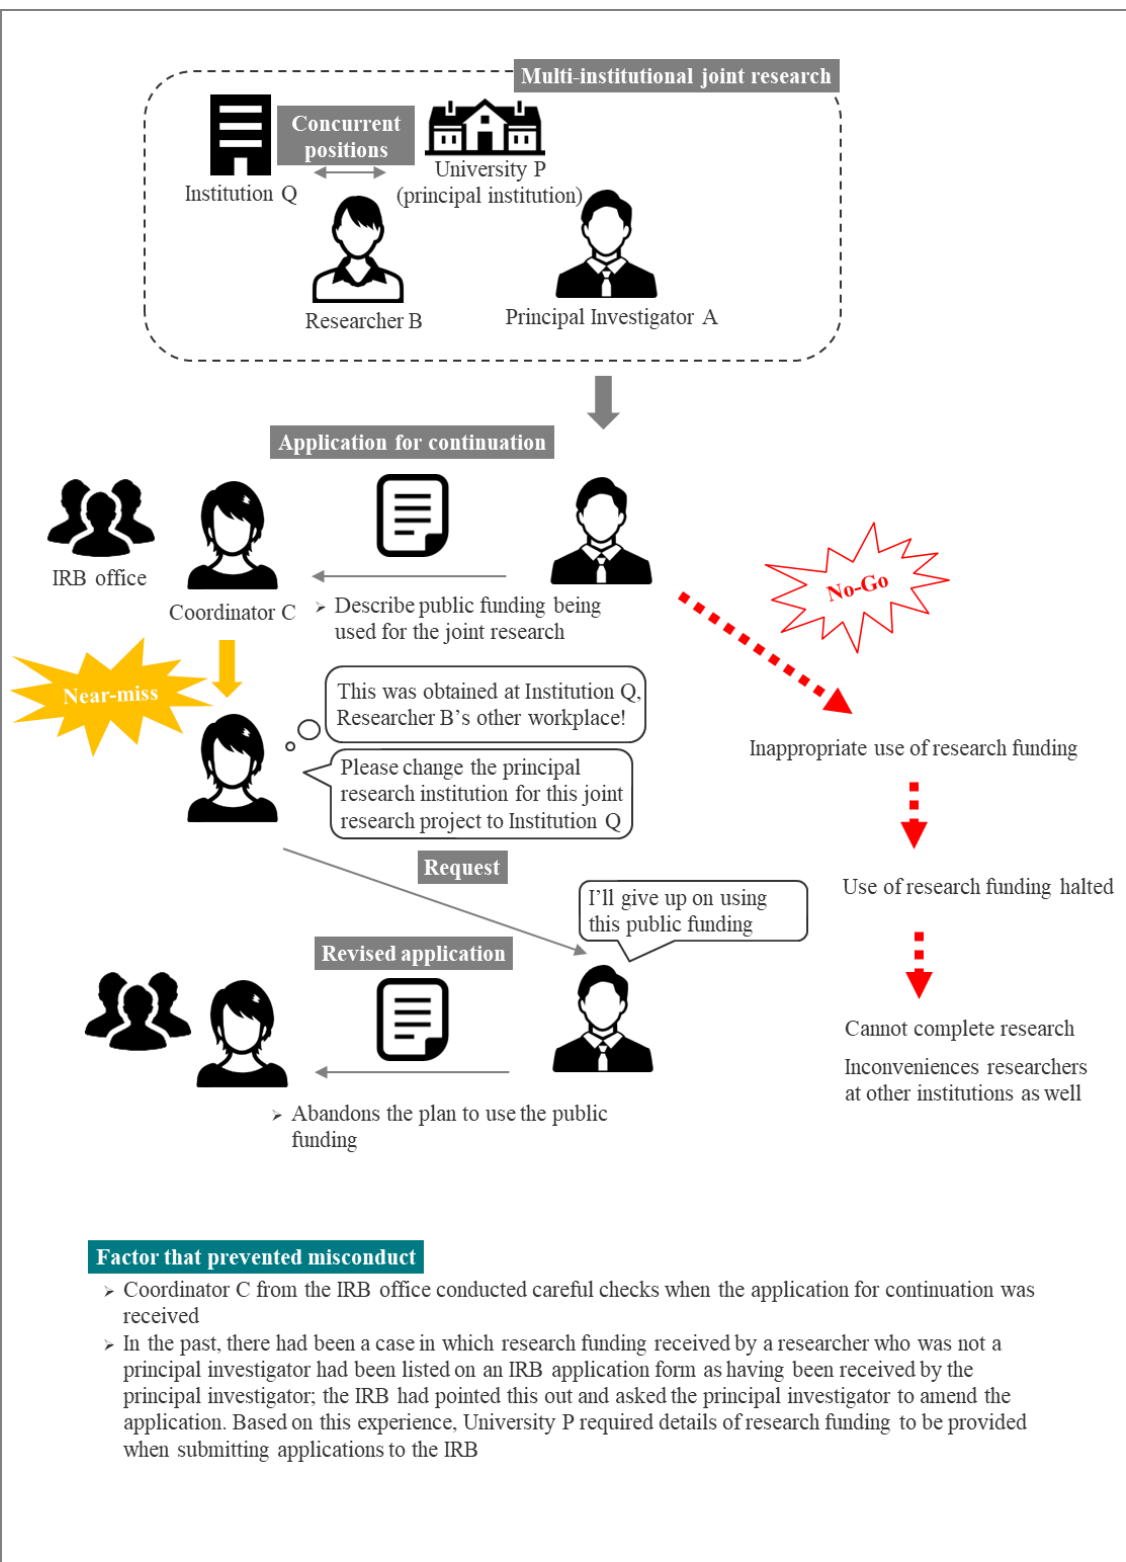 Multi-institutional joint research
Concurrent
positions
Institution Q
University P
(principal institution)
Researcher B
Principal Investigator A
Application for continuation
IRB office
Coordinator C
➢ Describe public funding being
used for the joint research
No-Go
Near-miss
This was obtained at Institution Q,
Researcher B’s other workplace!
Please change the principal
research institution for this joint
research project to Institution Q
Inappropriate use of research funding
Request
Use of research funding halted
I’ll give up on using
this public funding
Revised application
Cannot complete research
Inconveniences researchers
at other institutions as well
➢ Abandons the plan to use the public
funding
Factor that prevented misconduct
➢ Coordinator C from the IRB office conducted careful checks when the application for continuation was
received
➢ In the past, there had been a case in which research funding received by a researcher who was not a
principal investigator had been listed on an IRB application form as having been received by the
principal investigator; the IRB had pointed this out and asked the principal investigator to amend the
application. Based on this experience, University P required details of research funding to be provided
when submitting applications to the IRB